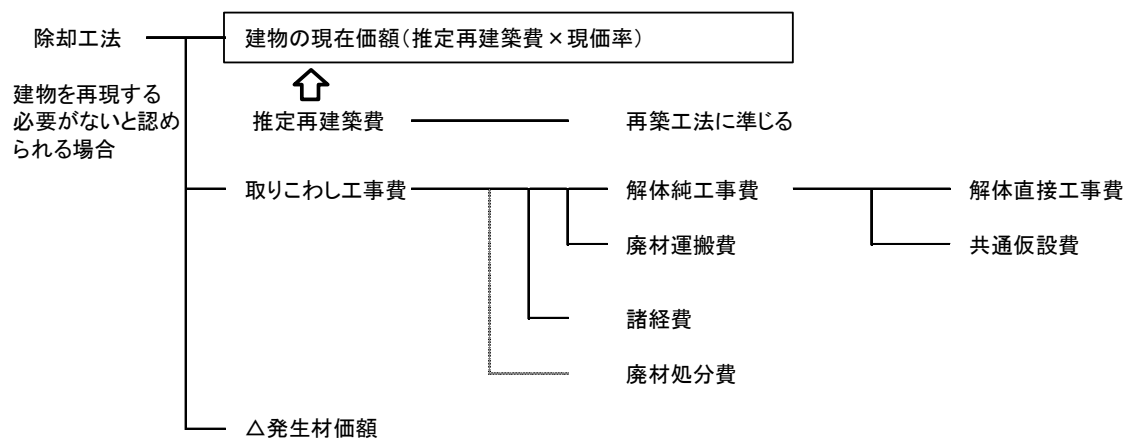 除却工法
建物の現在価額（推定再建築費×現価率）
建物を再現する
必要がないと認め
られる場合
推定再建築費
再築工法に準じる
取りこわし工事費
解体純工事費
解体直接工事費
廃材運搬費
共通仮設費
諸経費
廃材処分費
△発生材価額